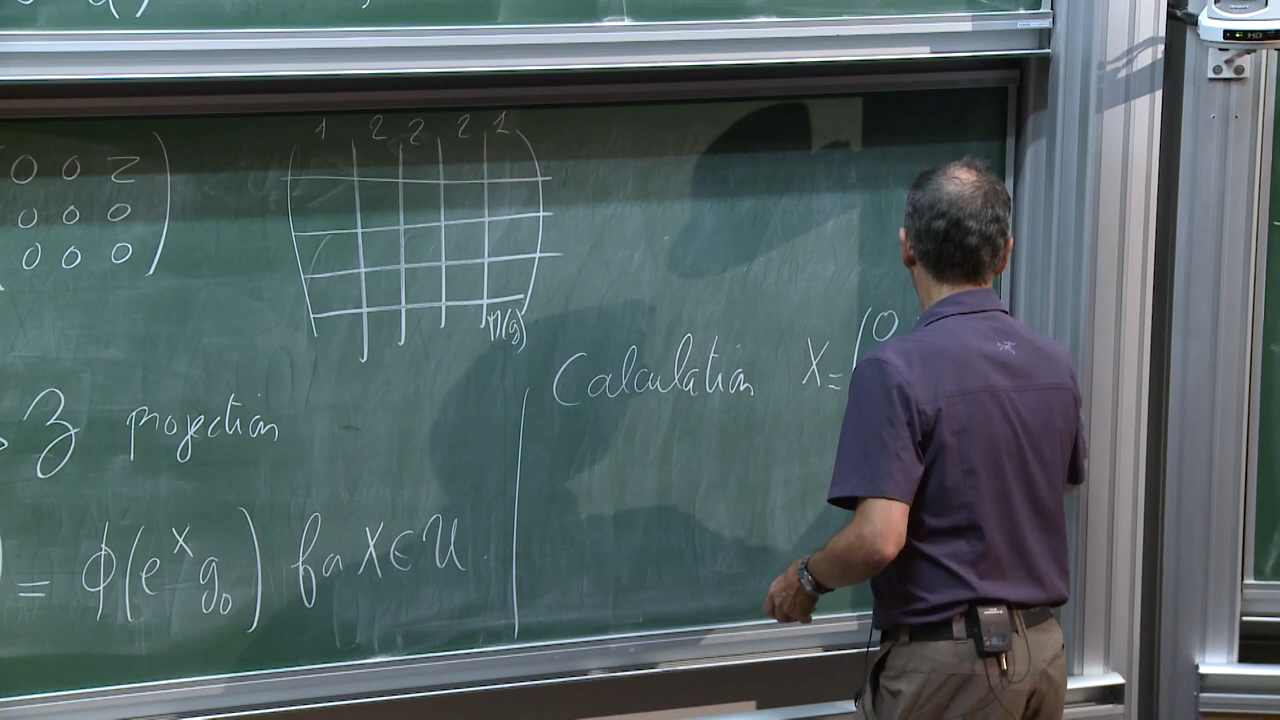 0 0 2
0 0 0
0 0 0
1 2 2 2 1
η(g)
Z projection
= ϕ(e^x g₀) for X ∈ U.
Calculation X = (0
HD